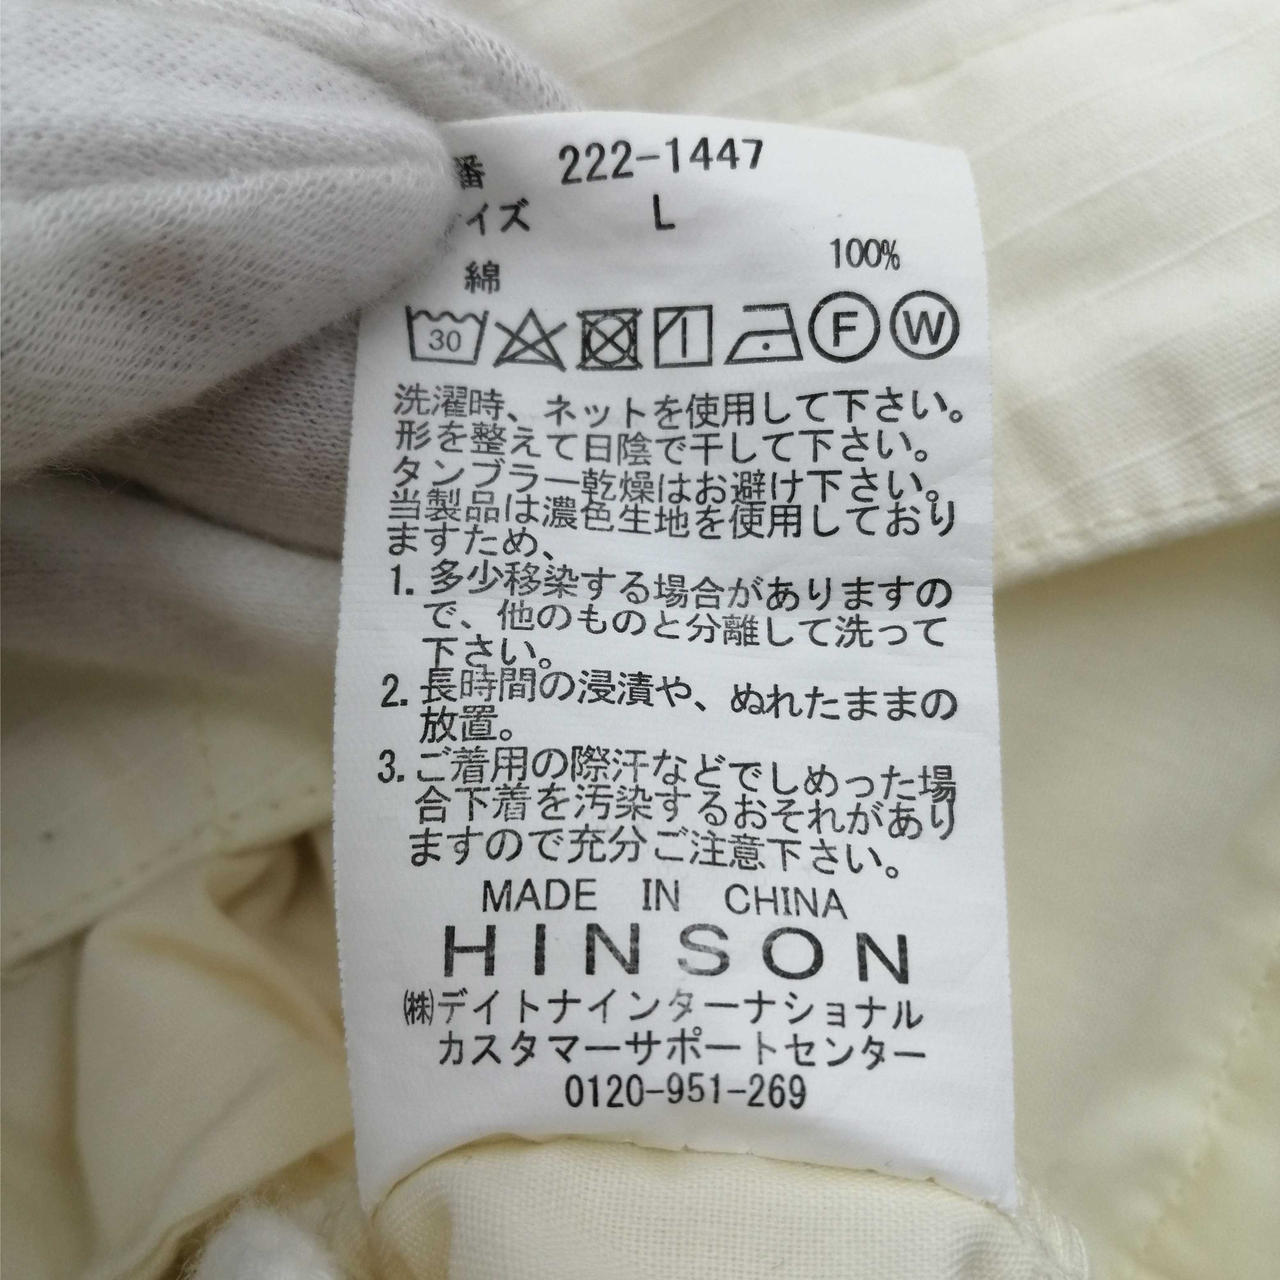 番 222-1447
イズ L
綿 100%
30 F W
洗濯時、ネットを使用して下さい。
形を整えて日陰で干して下さい。
タンブラー乾燥はお避け下さい。
当製品は濃色生地を使用しており
ますため、
1. 多少移染する場合がありますの
で、他のものと分離して洗って
下さい。
2. 長時間の浸漬や、ぬれたままの
放置。
3. ご着用の際汗などでしめった場
合下着を汚染するおそれがあり
ますので充分ご注意下さい。
MADE IN CHINA
HINSON
㈱デイトナインターナショナル
カスタマーサポートセンター
0120-951-269